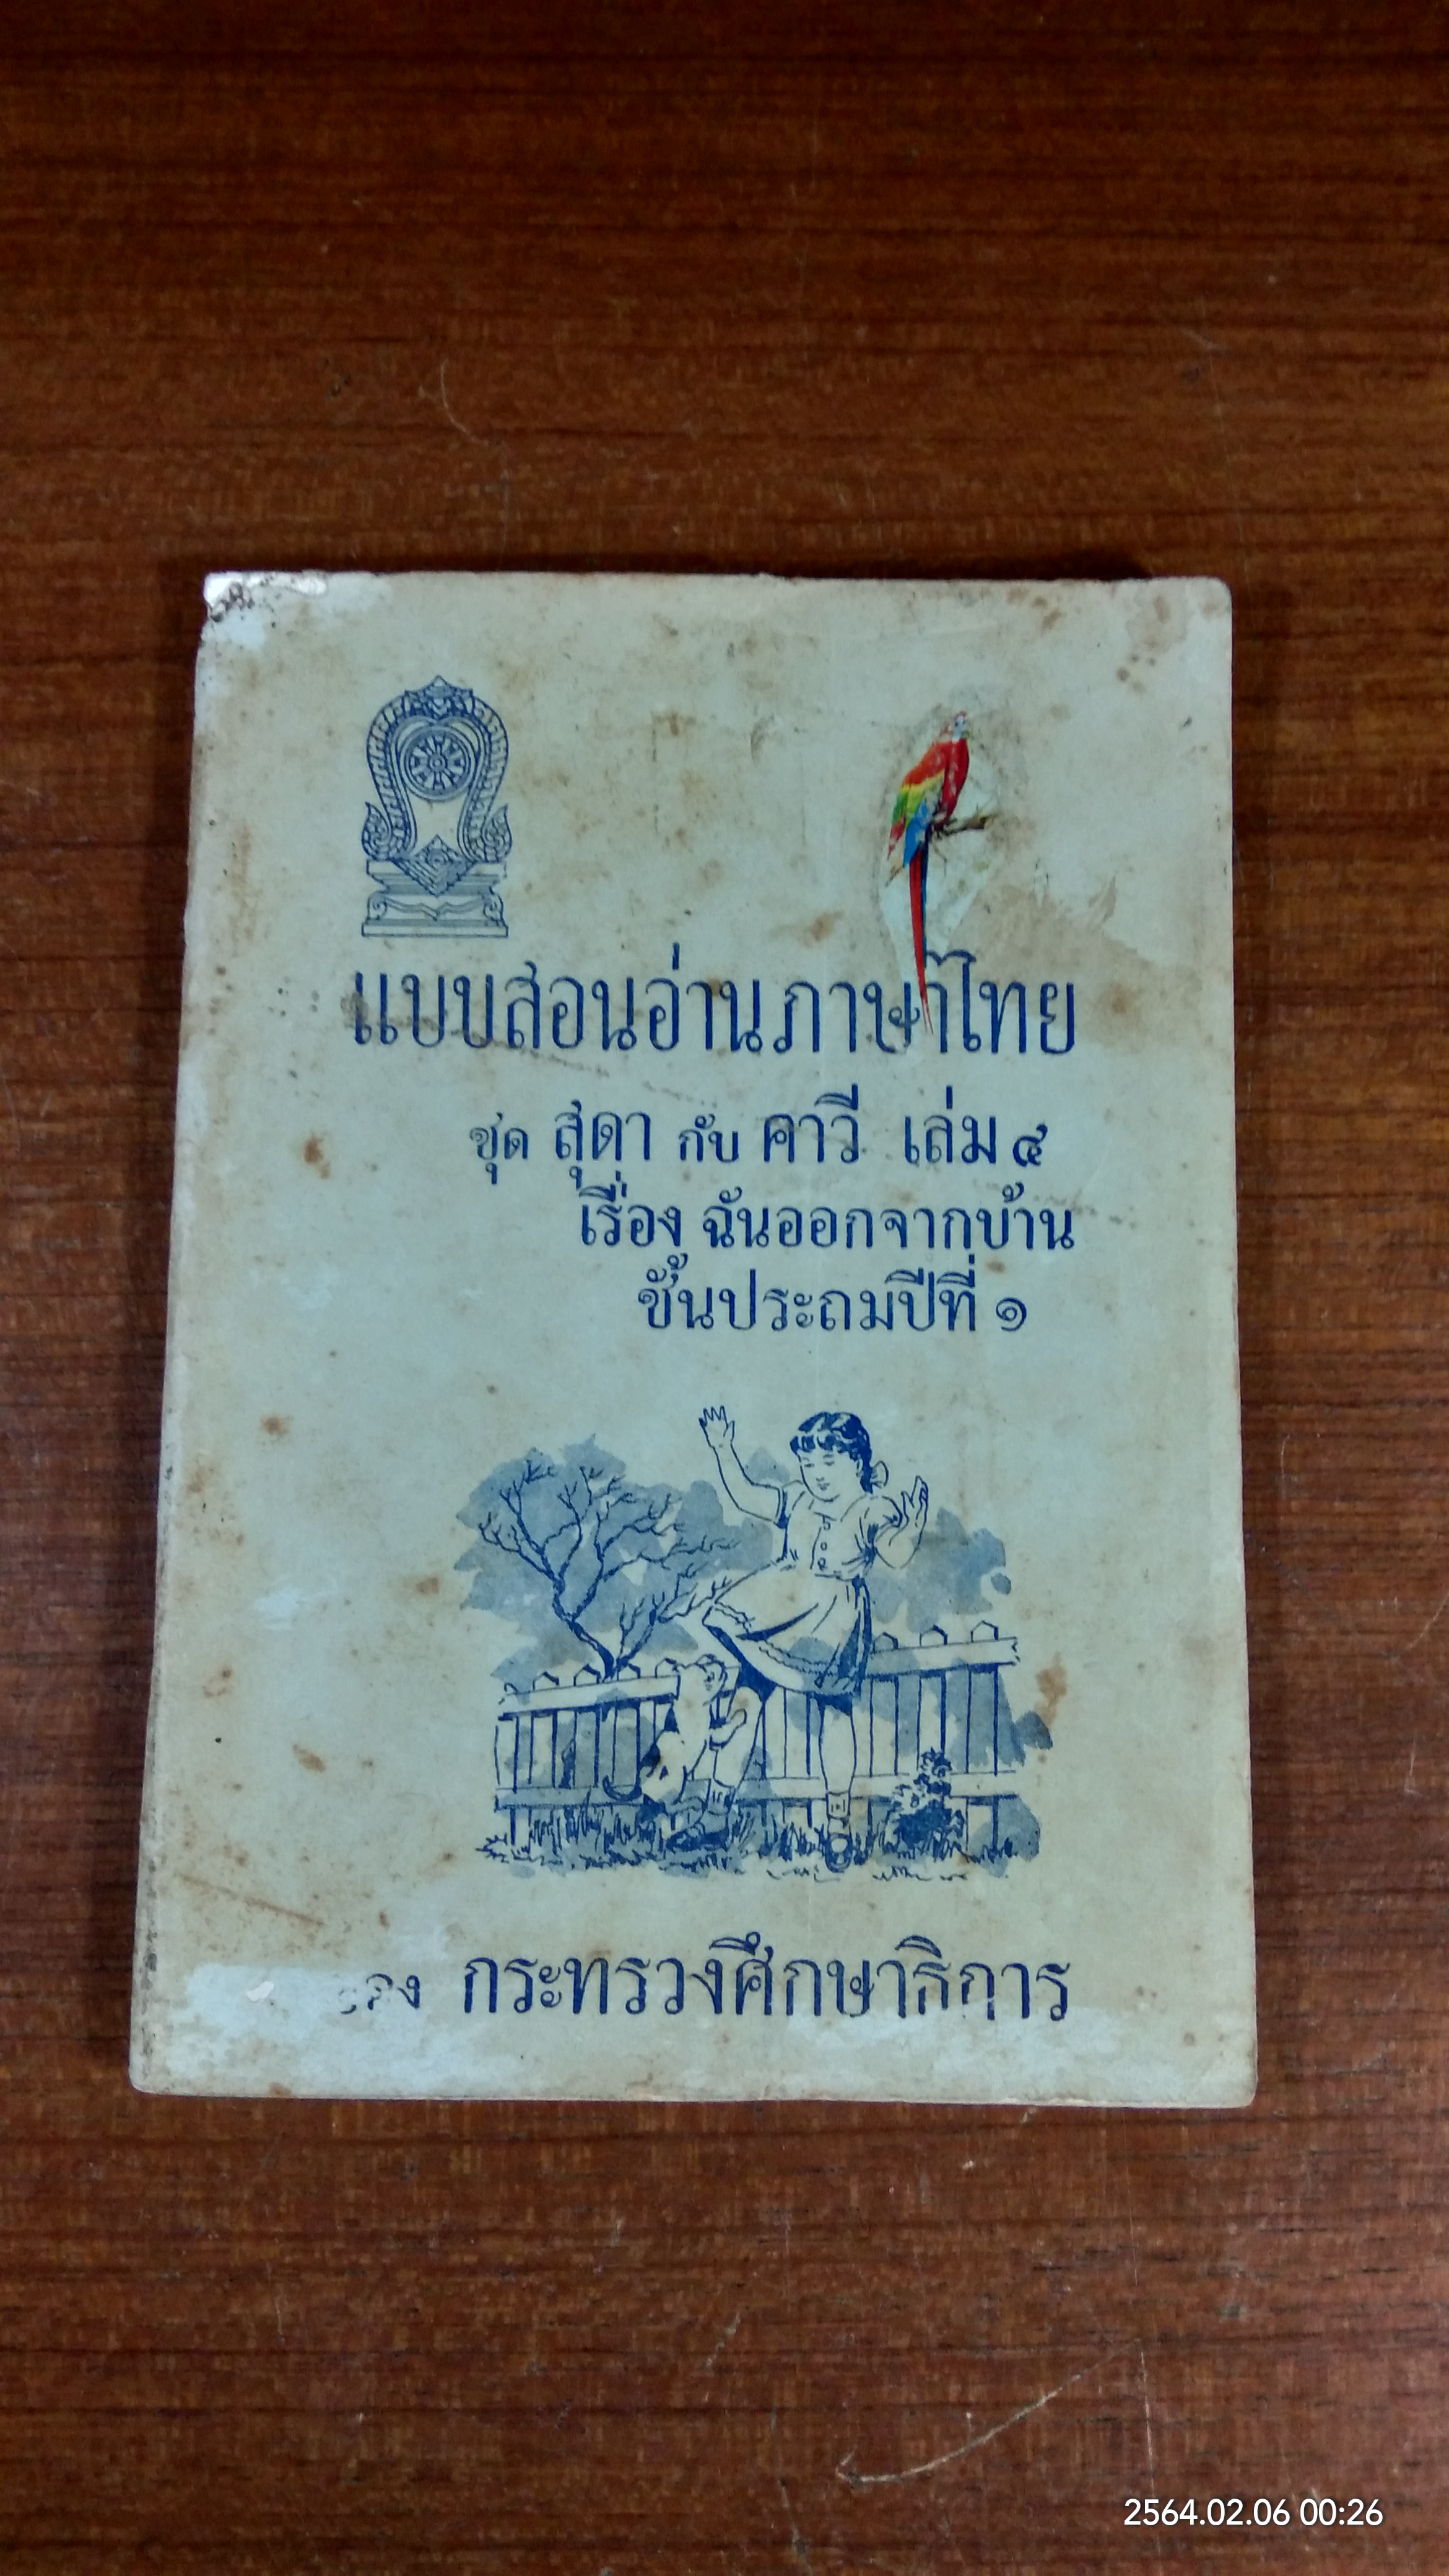 แบบสอนอ่านภาษาไทย
ชุด สุดา กับ คาวี เล่ม ๔
เรื่อง ฉันออกจากบ้าน
ชั้นประถมปีที่ ๑
กระทรวงศึกษาธิการ
2564.02.06 00:26